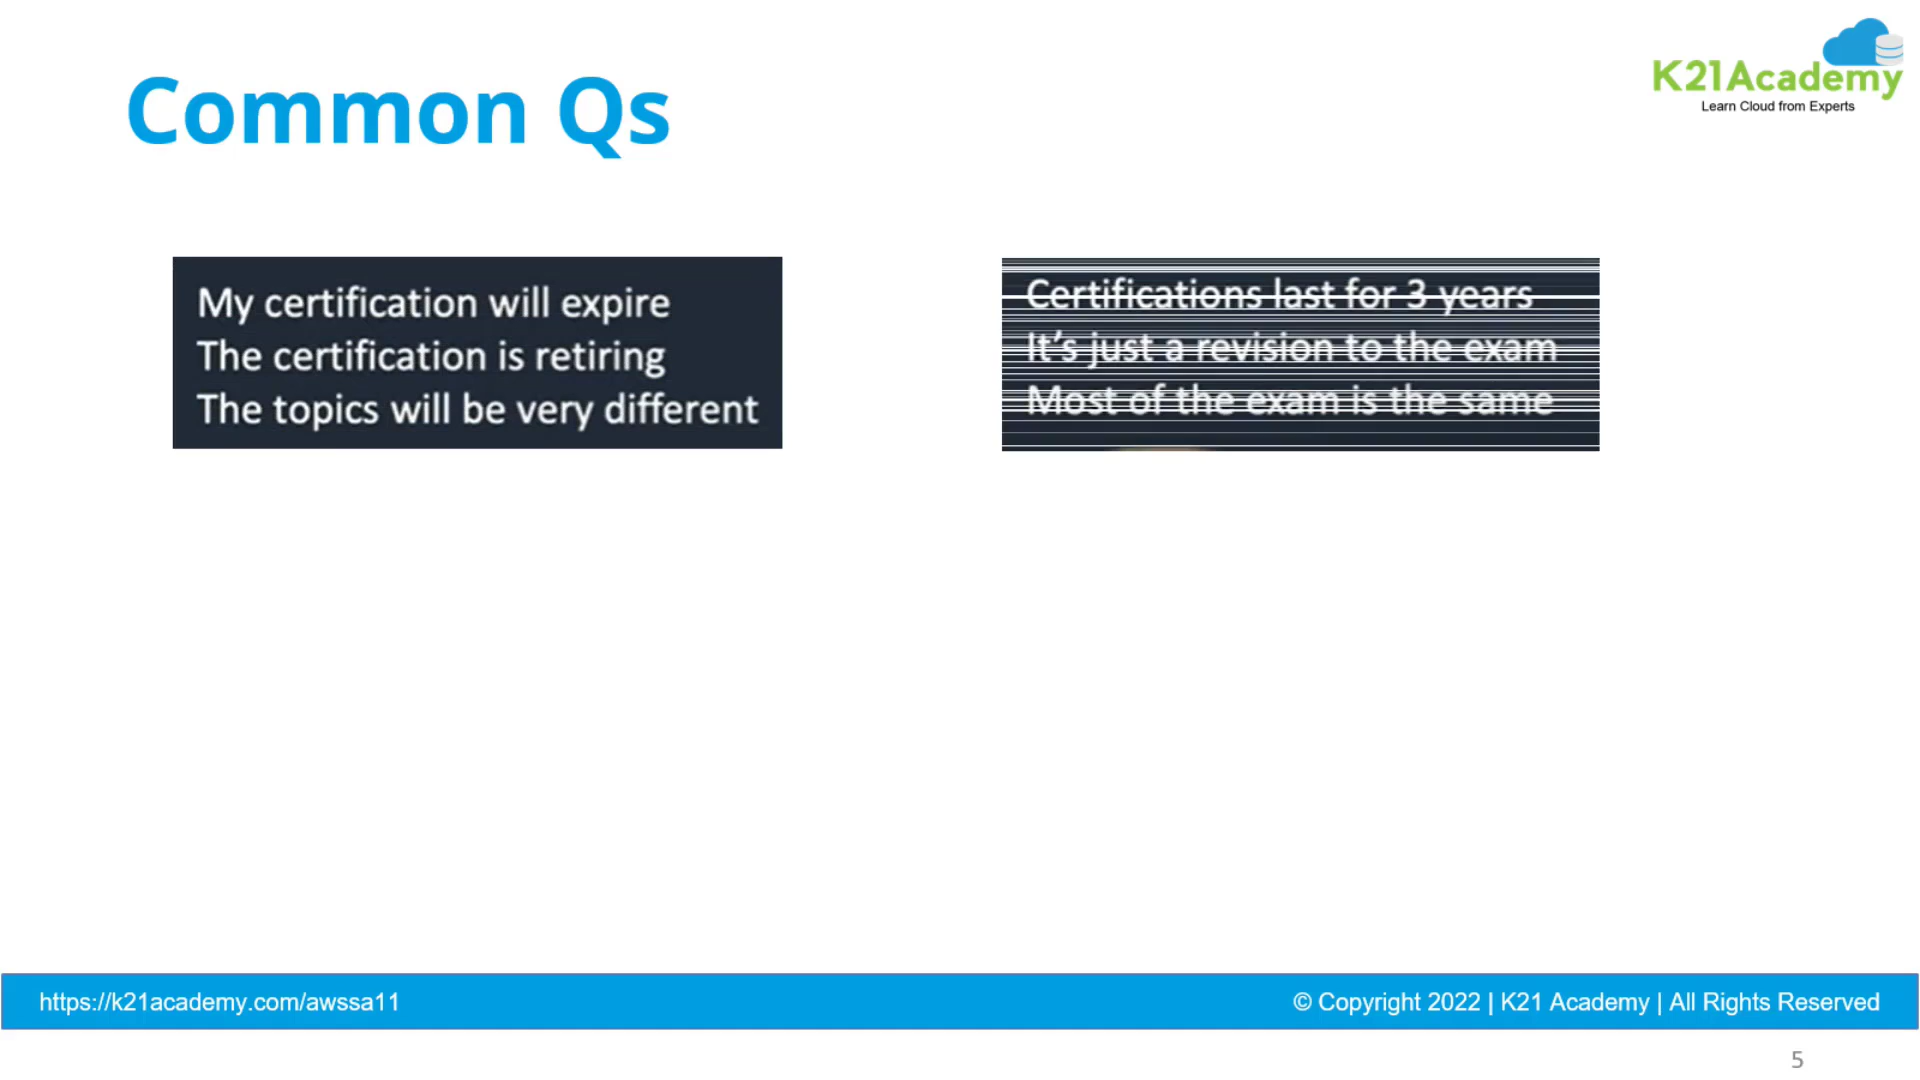 K21Academy
Learn Cloud from Experts
Common Qs
My certification will expire
The certification is retiring
The topics will be very different
Certifications last for 3 years
It's just a revision to the exam
Most of the exam is the same
https://k21academy.com/awssa11
© Copyright 2022 | K21 Academy | All Rights Reserved
5